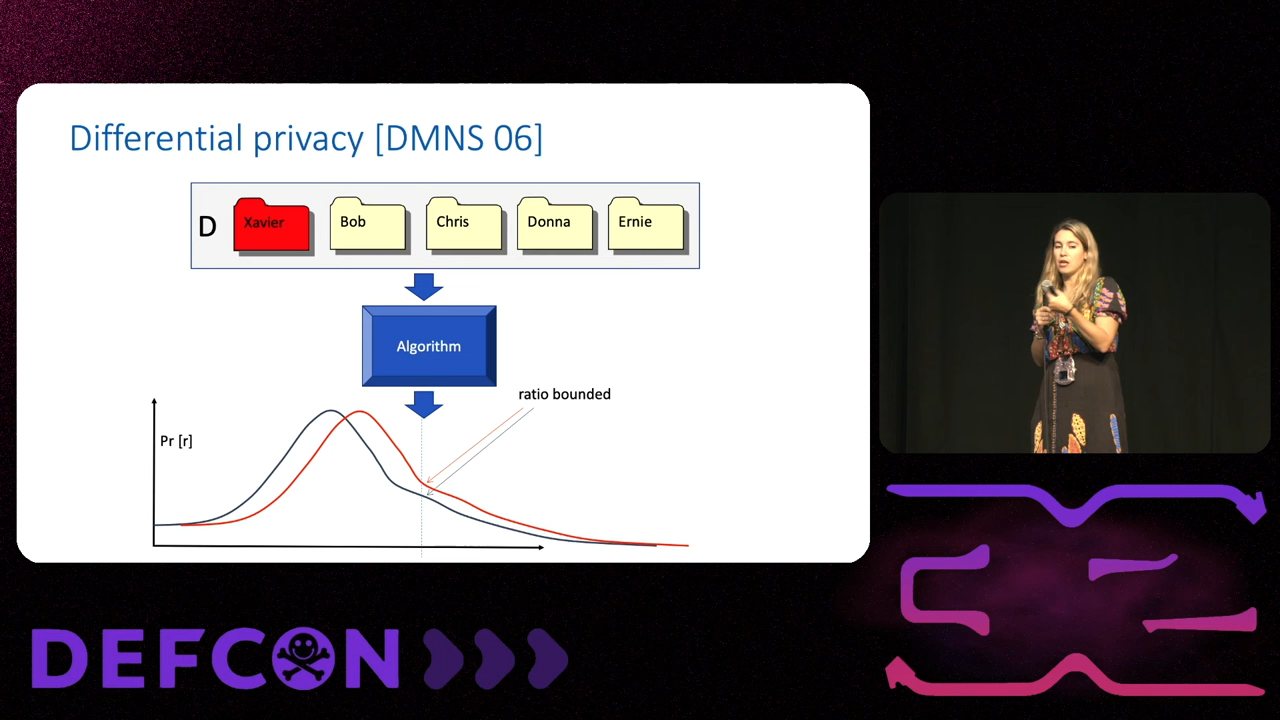 Differential privacy [DMNS 06]
D
Xavier
Bob
Chris
Donna
Ernie
Algorithm
ratio bounded
Pr [r]
DEFCON